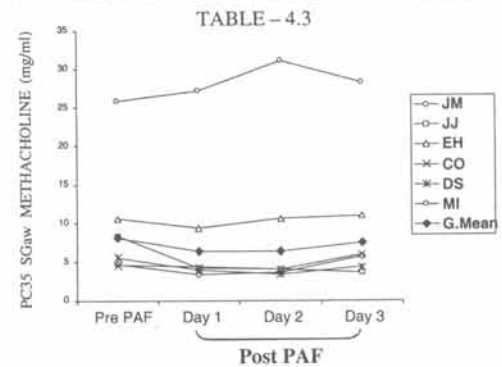 TABLE – 4.3
PC35 SGaw METHACHOLINE (mg/ml)
35
30
25
20
15
10
5
0
Pre PAF Day 1 Day 2 Day 3
Post PAF
JM
JJ
EH
CO
DS
MI
G.Mean